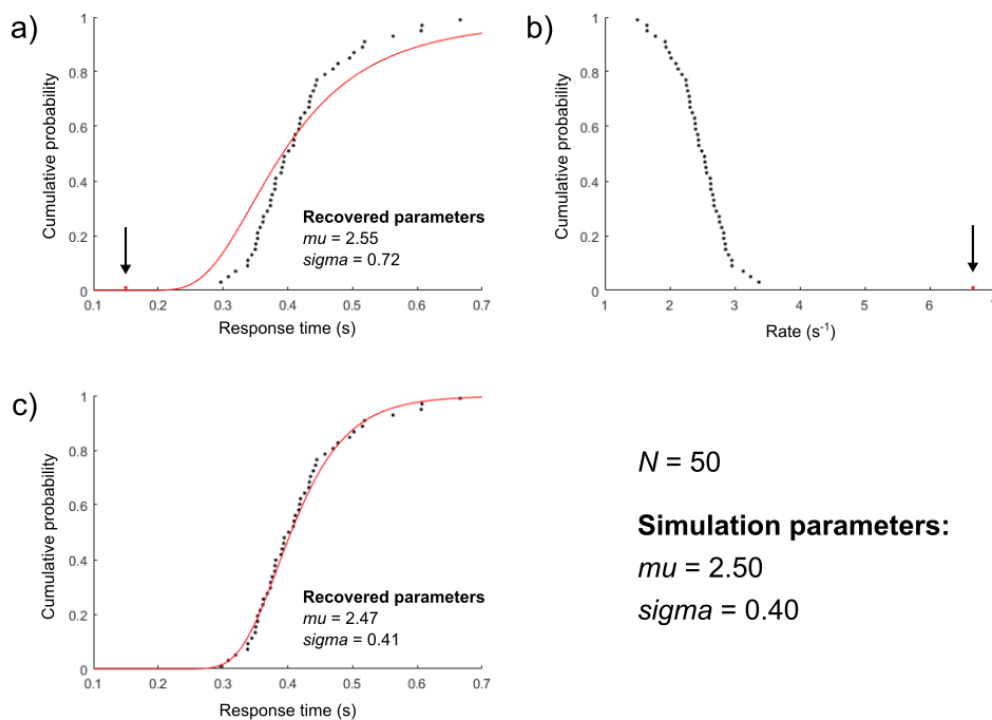 a)
Cumulative probability
1
0.8
0.6
0.4
0.2
0
0.1
0.2
0.3
0.4
0.5
0.6
0.7
Response time (s)
Recovered parameters
mu = 2.55
sigma = 0.72
b)
Cumulative probability
1
0.8
0.6
0.4
0.2
0
1
2
3
4
5
6
Rate (s⁻¹)
c)
Cumulative probability
1
0.8
0.6
0.4
0.2
0
0.1
0.2
0.3
0.4
0.5
0.6
0.7
Response time (s)
Recovered parameters
mu = 2.47
sigma = 0.41
N = 50
Simulation parameters:
mu = 2.50
sigma = 0.40